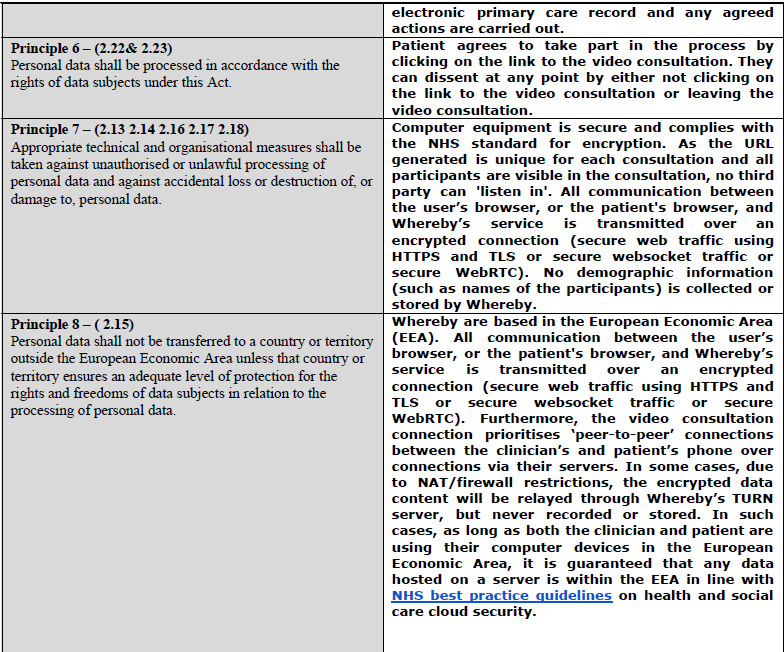 electronic primary care record and any agreed
actions are carried out.
Principle 6 – (2.22& 2.23)
Personal data shall be processed in accordance with the
rights of data subjects under this Act.
Patient agrees to take part in the process by
clicking on the link to the video consultation. They
can dissent at any point by either not clicking on
the link to the video consultation or leaving the
video consultation.
Principle 7 – (2.13 2.14 2.16 2.17 2.18)
Appropriate technical and organisational measures shall be
taken against unauthorised or unlawful processing of
personal data and against accidental loss or destruction of, or
damage to, personal data.
Computer equipment is secure and complies with
the NHS standard for encryption. As the URL
generated is unique for each consultation and all
participants are visible in the consultation, no third
party can 'listen in'. All communication between
the user’s browser, or the patient's browser, and
Whereby’s service is transmitted over an
encrypted connection (secure web traffic using
HTTPS and TLS or secure websocket traffic or
secure WebRTC). No demographic information
(such as names of the participants) is collected or
stored by Whereby.
Principle 8 – ( 2.15)
Personal data shall not be transferred to a country or territory
outside the European Economic Area unless that country or
territory ensures an adequate level of protection for the
rights and freedoms of data subjects in relation to the
processing of personal data.
Whereby are based in the European Economic Area
(EEA). All communication between the user’s
browser, or the patient's browser, and Whereby’s
service is transmitted over an encrypted
connection (secure web traffic using HTTPS and
TLS or secure websocket traffic or secure
WebRTC). Furthermore, the video consultation
connection prioritises ‘peer-to-peer’ connections
between the clinician’s and patient’s phone over
connections via their servers. In some cases, due
to NAT/firewall restrictions, the encrypted data
content will be relayed through Whereby’s TURN
server, but never recorded or stored. In such
cases, as long as both the clinician and patient are
using their computer devices in the European
Economic Area, it is guaranteed that any data
hosted on a server is within the EEA in line with
NHS best practice guidelines on health and social
care cloud security.